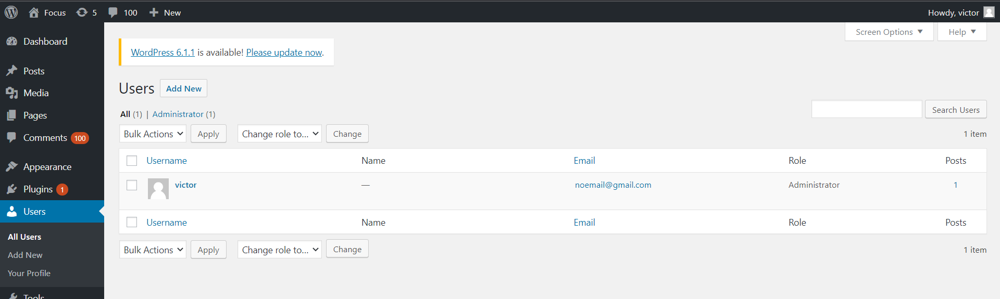 Focus 5 100 New Howdy, victor
Screen Options Help
Dashboard
Posts
Media
Pages
Comments 100
Appearance
Plugins 1
Users
All Users
Add New
Your Profile
Tools
WordPress 6.1.1 is available! Please update now.
Users Add New
All (1) | Administrator (1)
Search Users
Bulk Actions Apply Change role to... Change 1 item
Username Name Email Role Posts
victor — noemail@gmail.com Administrator 1
Username Name Email Role Posts
Bulk Actions Apply Change role to... Change 1 item